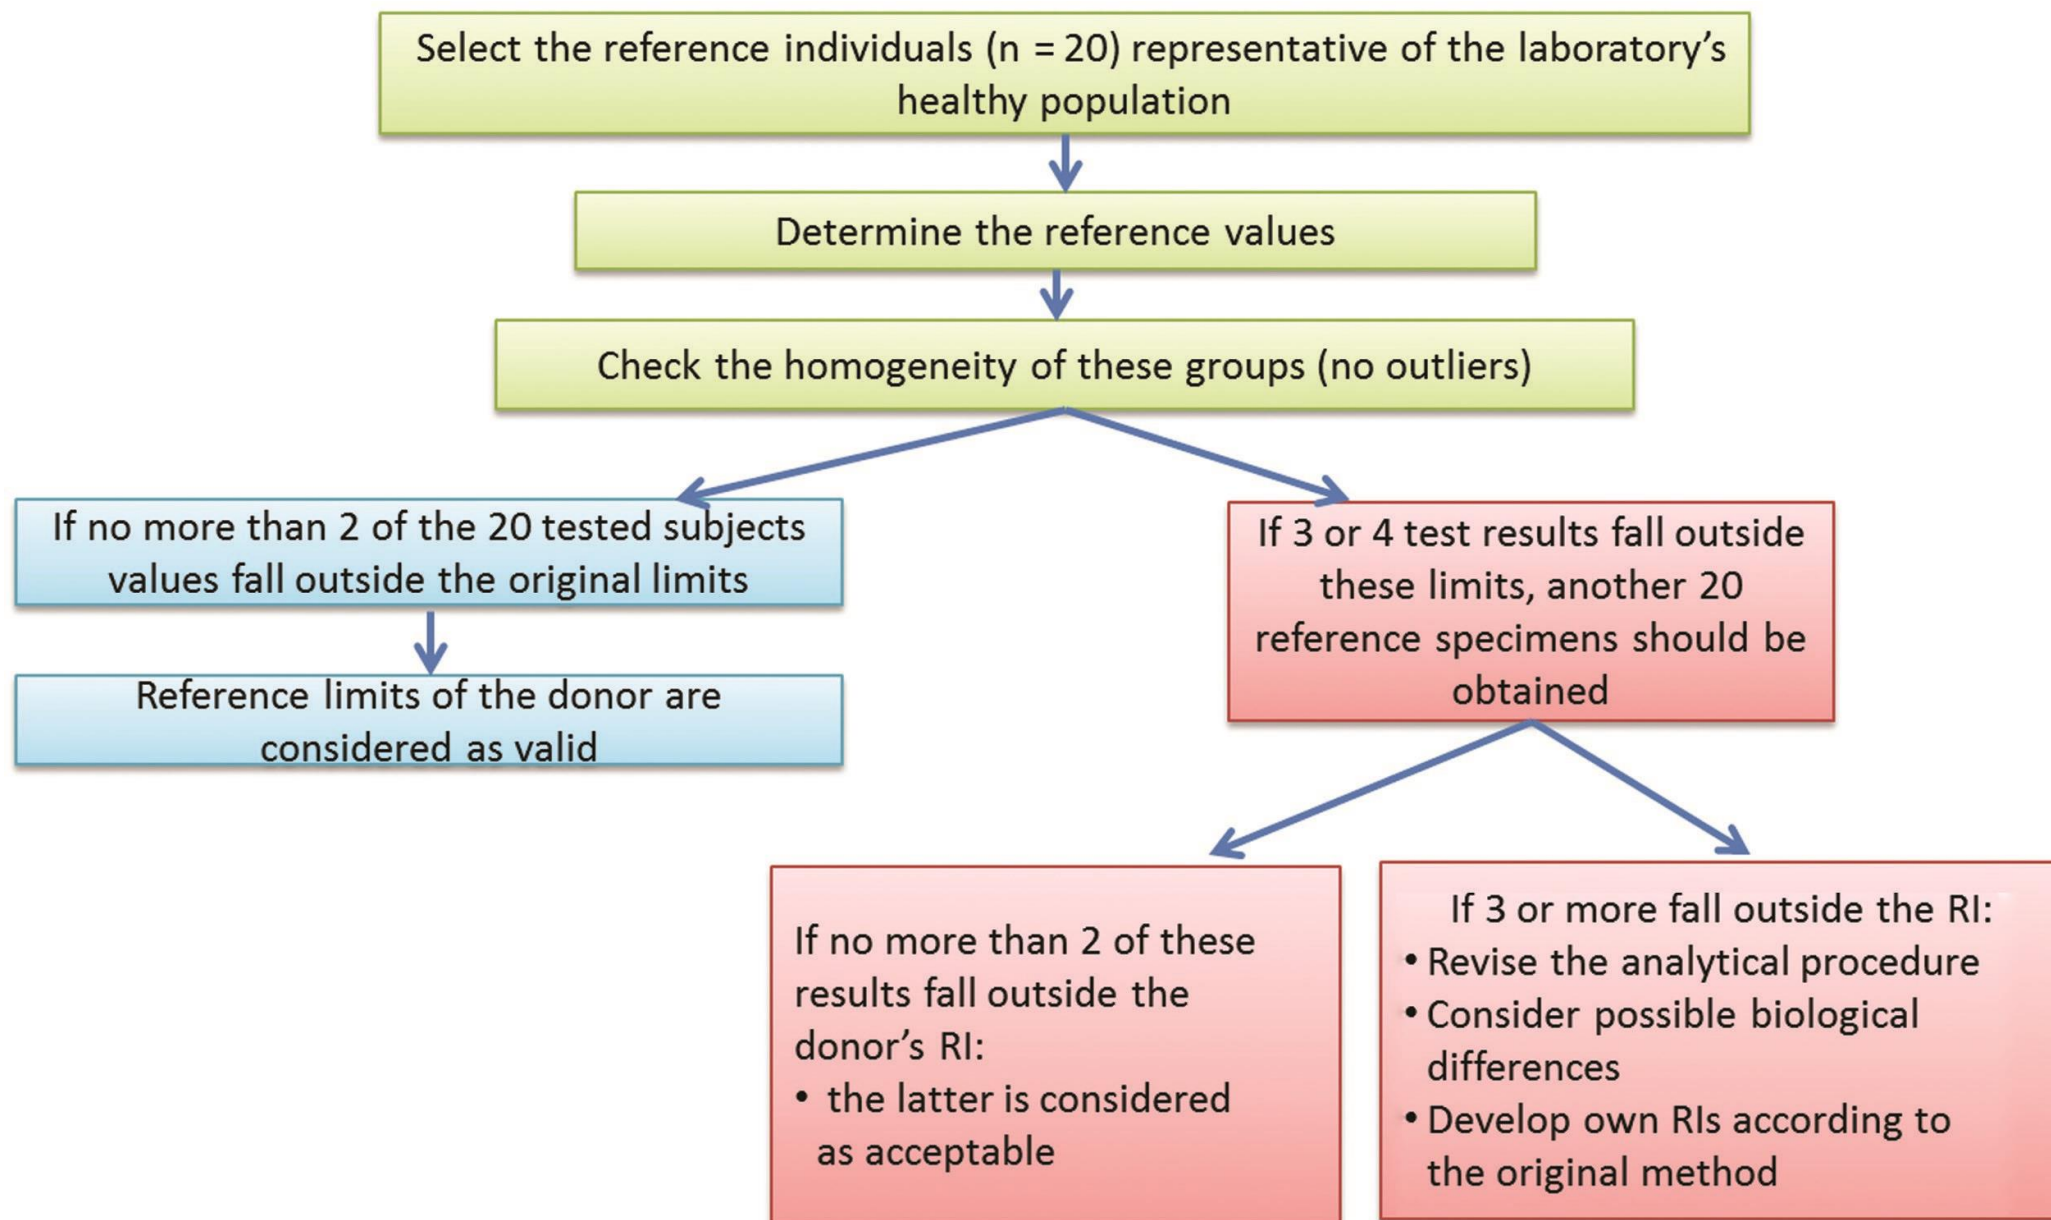 Select the reference individuals (n = 20) representative of the laboratory’s
healthy population
Determine the reference values
Check the homogeneity of these groups (no outliers)
If no more than 2 of the 20 tested subjects
values fall outside the original limits
Reference limits of the donor are
considered as valid
If 3 or 4 test results fall outside
these limits, another 20
reference specimens should be
obtained
If no more than 2 of these
results fall outside the
donor’s RI:
• the latter is considered
as acceptable
If 3 or more fall outside the RI:
• Revise the analytical procedure
• Consider possible biological
differences
• Develop own RIs according to
the original method